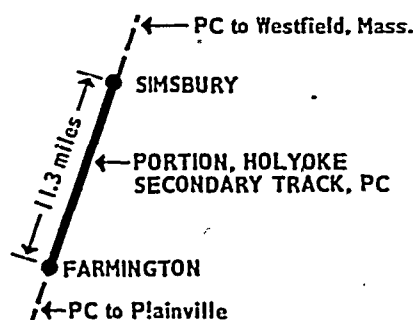 PC to Westfield, Mass.
SIMSBURY
11.3 miles
PORTION, HOLYOKE
SECONDARY TRACK, PC
FARMINGTON
PC to Plainville